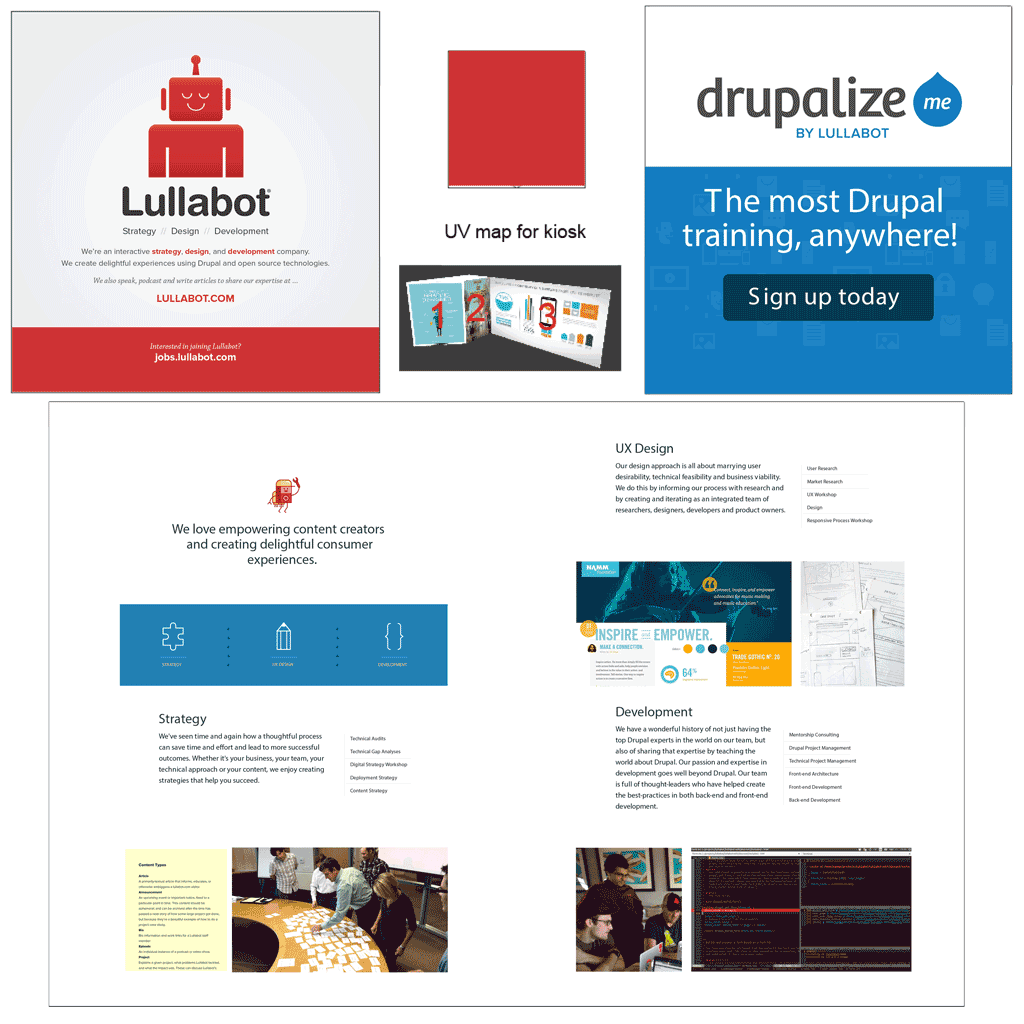 Lullabot®
Strategy // Design // Development
We're an interactive strategy, design, and development company.
We create delightful experiences using Drupal and open source technologies.
We also speak, podcast and write articles to share our expertise at ...
LULLABOT.COM
Interested in joining Lullabot?
jobs.lullabot.com
UV map for kiosk
1
2
3
drupalize me
BY LULLABOT
The most Drupal
training, anywhere!
Sign up today
We love empowering content creators
and creating delightful consumer
experiences.
STRATEGY
UX DESIGN
DEVELOPMENT
Strategy
We've seen time and again how a thoughtful process
can save time and effort and lead to more successful
outcomes. Whether it's your business, your team, your
technical approach or your content, we enjoy creating
strategies that help you succeed.
Technical Audits
Technical Gap Analyses
Digital Strategy Workshop
Deployment Strategy
Content Strategy
Content Types
Article
Announcement
Bio
Episode
Project
UX Design
Our design approach is all about marrying user
desirability, technical feasibility and business viability.
We do this by informing our process with research and
by creating and iterating as an integrated team of
researchers, designers, developers and product owners.
User Research
Market Research
UX Workshop
Design
Responsive Process Workshop
NAMM
Foundation
Connect, inspire, and empower
advocates for music making
and music education
INSPIRE AND EMPOWER.
MAKE A CONNECTION.
64%
TRADE GOTHIC Nº. 20
Development
We have a wonderful history of not just having the
top Drupal experts in the world on our team, but
also of sharing that expertise by teaching the
world about Drupal. Our passion and expertise in
development goes well beyond Drupal. Our team
is full of thought-leaders who have helped create
the best-practices in both back-end and front-end
development.
Mentorship Consulting
Drupal Project Management
Technical Project Management
Front-end Architecture
Front-end Development
Back-end Development